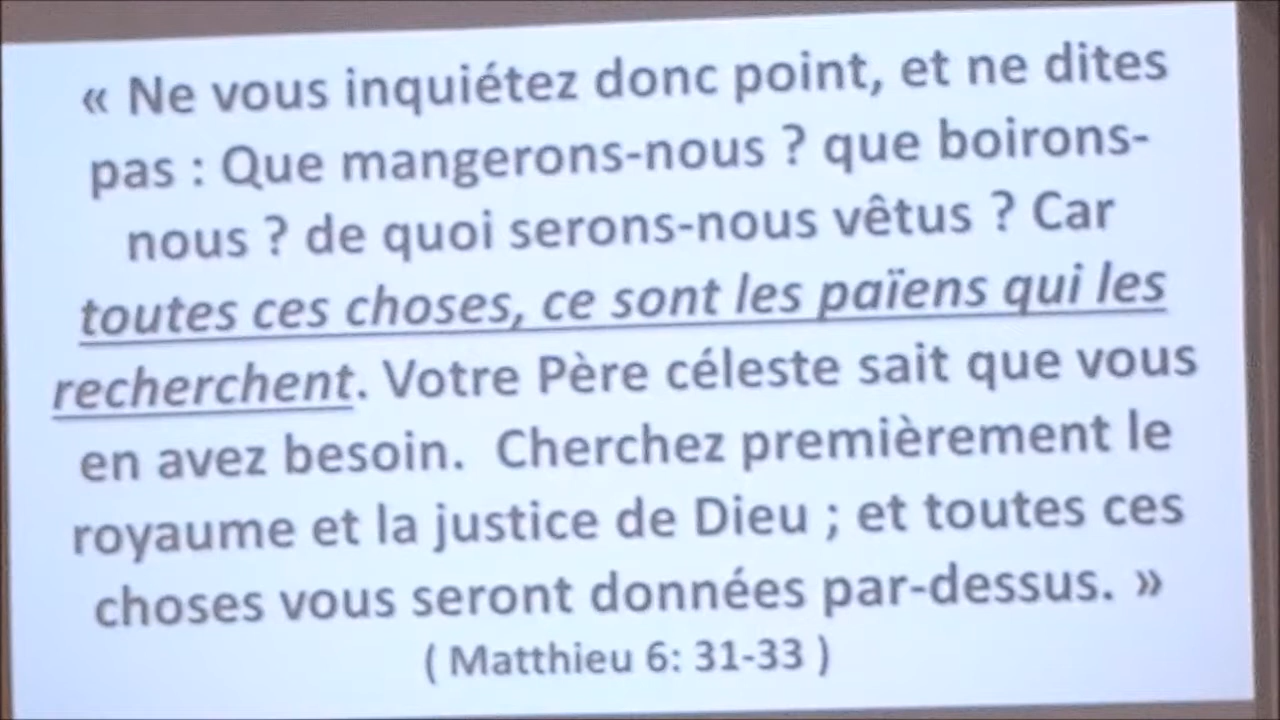 « Ne vous inquiétez donc point, et ne dites
pas : Que mangerons-nous ? que boirons-
nous ? de quoi serons-nous vêtus ? Car
toutes ces choses, ce sont les païens qui les
recherchent. Votre Père céleste sait que vous
en avez besoin.  Cherchez premièrement le
royaume et la justice de Dieu ; et toutes ces
choses vous seront données par-dessus. »
( Matthieu 6: 31-33 )